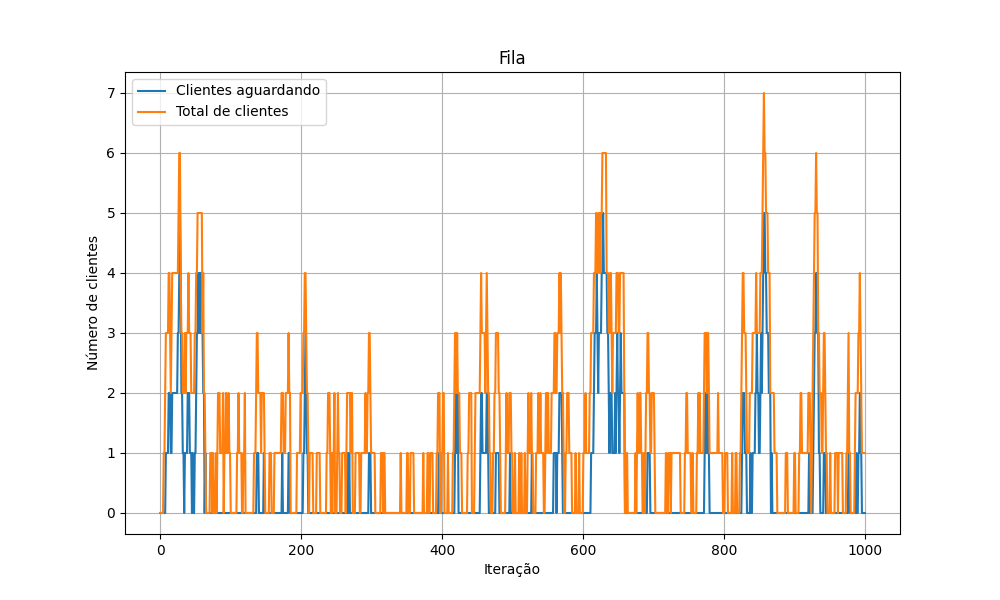 Fila
Clientes aguardando
Total de clientes
Número de clientes
7
6
5
4
3
2
1
0
0 200 400 600 800 1000
Iteração